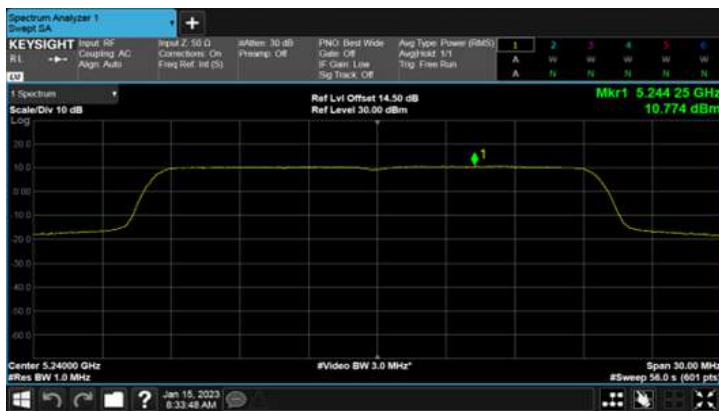 Spectrum Analyzer 1
Swept SA
KEYSIGHT
RL
Input: RF
Coupling: AC
Align: Auto
Input Z: 50 Ω
Corrections: On
Freq Ref: Int (S)
#Atten: 30 dB
Preamp: Off
PNO: Best Wide
Gate: Off
IF Gain: Low
Sig Track: Off
Avg Type: Power (RMS)
Avg|Hold: 1/1
Trig: Free Run
1 2 3 4 5 6
A W W W W W
A N N N N N
1 Spectrum
Scale/Div 10 dB
Log
Ref Lvl Offset 14.50 dB
Ref Level 30.00 dBm
Mkr1 5.244 25 GHz
10.774 dBm
20.0
10.0
0.00
-10.0
-20.0
-30.0
-40.0
-50.0
-60.0
1
Center 5.24000 GHz
#Res BW 1.0 MHz
#Video BW 3.0 MHz*
Span 30.00 MHz
#Sweep 56.0 s (601 pts)
?
Jan 15, 2023
8:33:48 AM